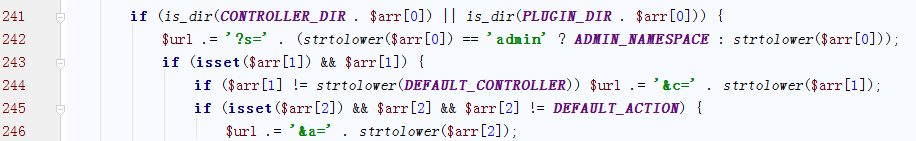 241 if (is_dir(CONTROLLER_DIR . $arr[0]) || is_dir(PLUGIN_DIR . $arr[0])) {
242 $url .= '?s=' . (strtolower($arr[0]) == 'admin' ? ADMIN_NAMESPACE : strtolower($arr[0]));
243 if (isset($arr[1]) && $arr[1]) {
244 if ($arr[1] != strtolower(DEFAULT_CONTROLLER)) $url .= '&c=' . strtolower($arr[1]);
245 if (isset($arr[2]) && $arr[2] && $arr[2] != DEFAULT_ACTION) {
246 $url .= '&a=' . strtolower($arr[2]);